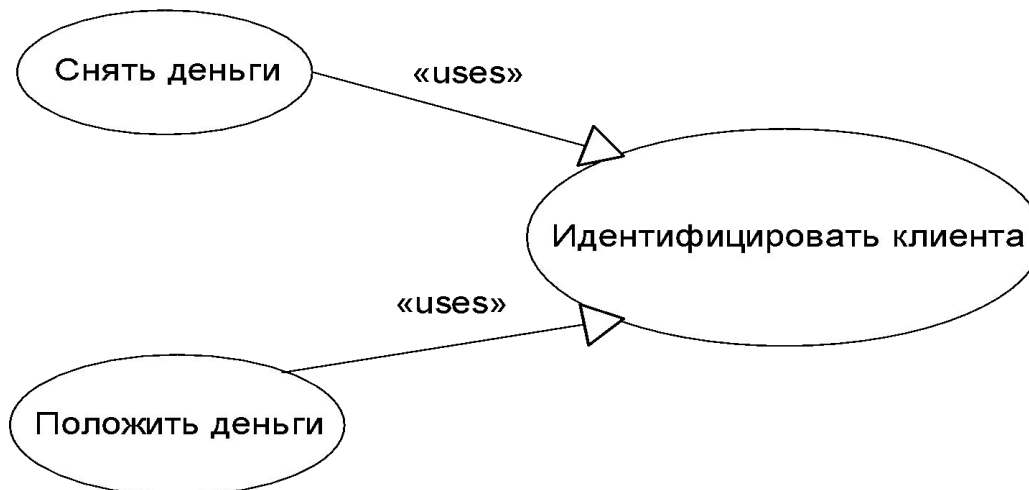 Снять деньги
«uses»
Идентифицировать клиента
«uses»
Положить деньги